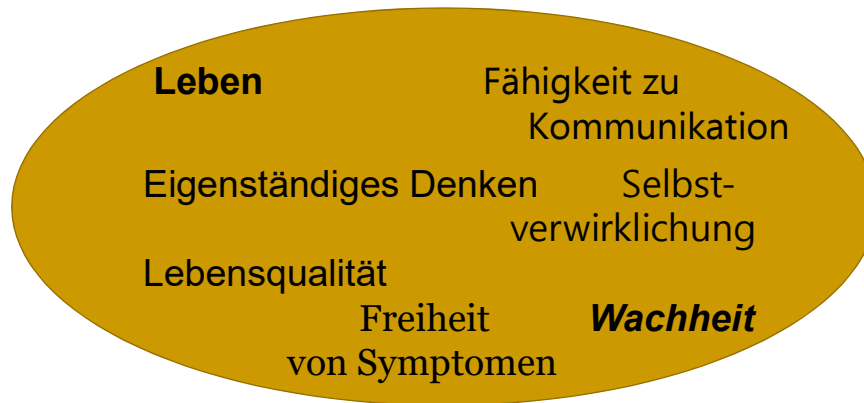 Leben
Fähigkeit zu
Kommunikation
Eigenständiges Denken
Selbst-
verwirklichung
Lebensqualität
Freiheit
von Symptomen
Wachheit